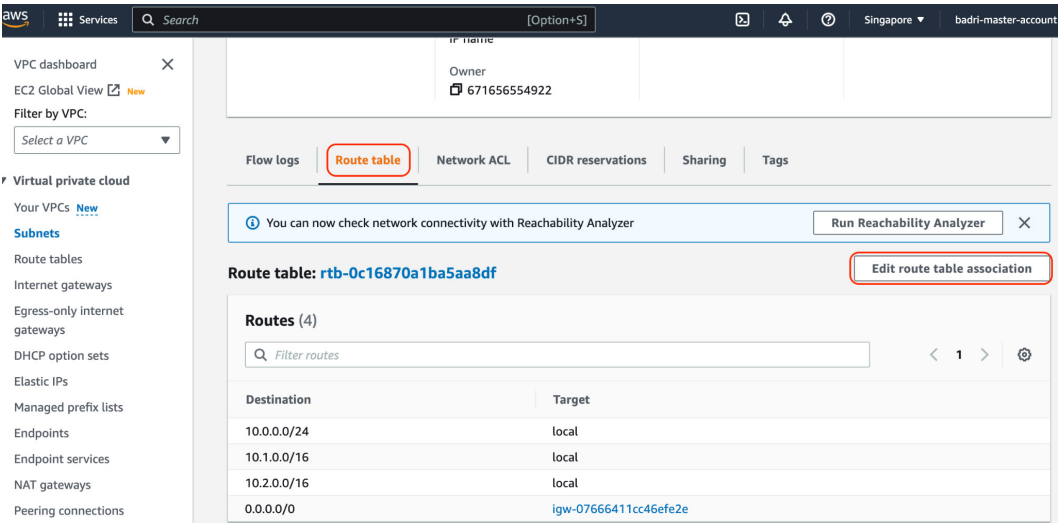 aws Services Search [Option+S] Singapore badri-master-account
VPC dashboard
EC2 Global View New
Filter by VPC:
Select a VPC
Virtual private cloud
Your VPCs New
Subnets
Route tables
Internet gateways
Egress-only internet
gateways
DHCP option sets
Elastic IPs
Managed prefix lists
Endpoints
Endpoint services
NAT gateways
Peering connections
IP name
Owner
671656554922
Flow logs Route table Network ACL CIDR reservations Sharing Tags
You can now check network connectivity with Reachability Analyzer Run Reachability Analyzer
Route table: rtb-0c16870a1ba5aa8df Edit route table association
Routes (4)
Filter routes 1
Destination Target
10.0.0.0/24 local
10.1.0.0/16 local
10.2.0.0/16 local
0.0.0.0/0 igw-07666411cc46efe2e